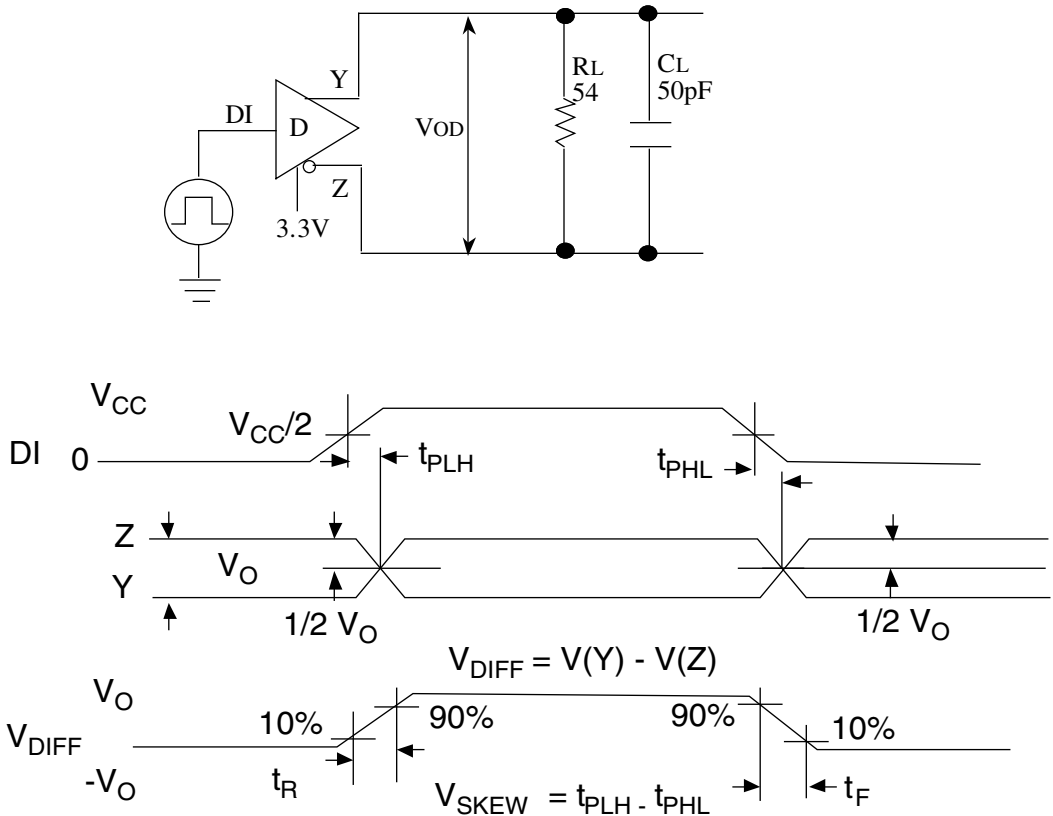 Y
RL
54
CL
50pF
DI
D
VOD
Z
3.3V
VCC
VCC/2
DI 0
tPLH
tPHL
Z
VO
Y
1/2 VO
1/2 VO
VDIFF = V(Y) - V(Z)
VO
10%
90%
90%
10%
VDIFF
-VO
tR
tF
VSKEW = tPLH - tPHL